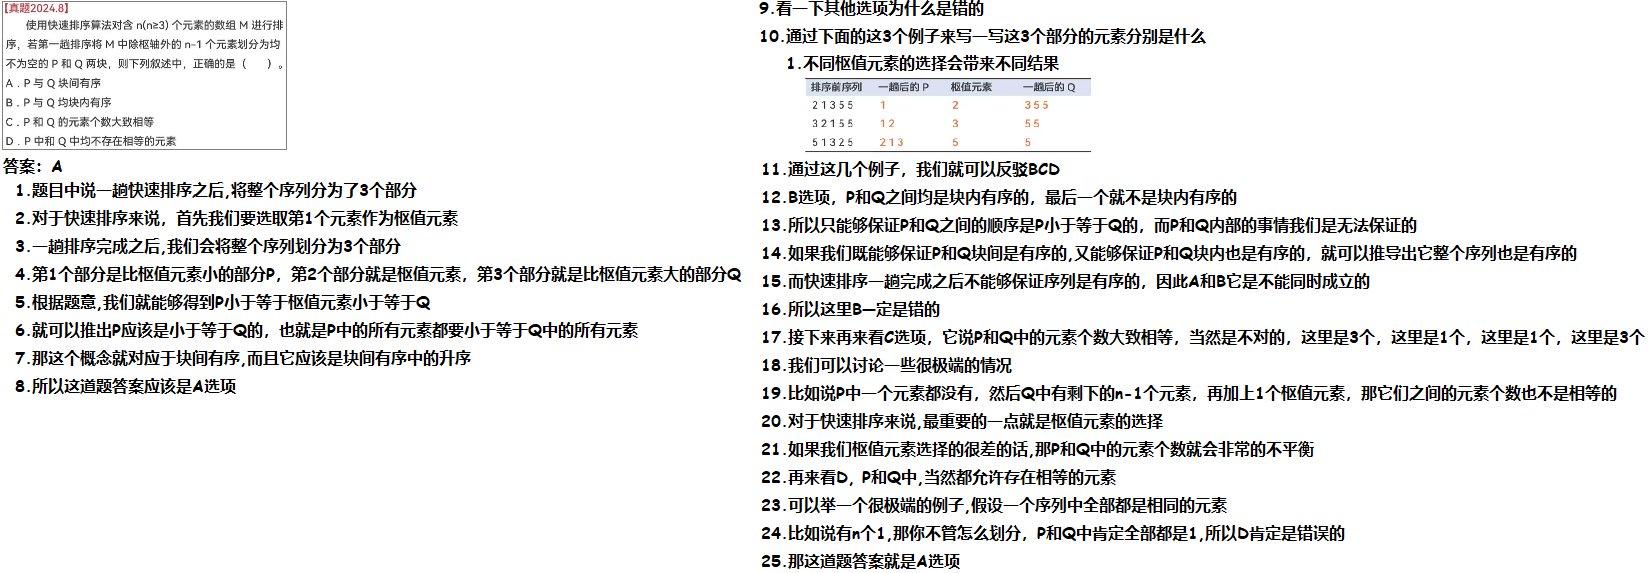 【真题2024.8】
使用快速排序算法对含 n(n≥3) 个元素的数组 M 进行排
序，若第一趟排序将 M 中除枢轴外的 n-1 个元素划分为均
不为空的 P 和 Q 两块，则下列叙述中，正确的是（ ）。
A．P 与 Q 块间有序
B．P 与 Q 均块内有序
C．P 和 Q 的元素个数大致相等
D．P 中和 Q 中均不存在相等的元素
答案：A
1.题目中说一趟快速排序之后,将整个序列分为了3个部分
2.对于快速排序来说，首先我们要选取第1个元素作为枢值元素
3.一趟排序完成之后,我们会将整个序列划分为3个部分
4.第1个部分是比枢值元素小的部分P，第2个部分就是枢值元素，第3个部分就是比枢值元素大的部分Q
5.根据题意,我们就能够得到P小于等于枢值元素小于等于Q
6.就可以推出P应该是小于等于Q的，也就是P中的所有元素都要小于等于Q中的所有元素
7.那这个概念就对应于块间有序,而且它应该是块间有序中的升序
8.所以这道题答案应该是A选项
9.看一下其他选项为什么是错的
10.通过下面的这3个例子来写一写这3个部分的元素分别是什么
1.不同枢值元素的选择会带来不同结果
排序前序列 一趟后的 P 枢值元素 一趟后的 Q
2 1 3 5 5 1 2 3 5 5
3 2 1 5 5 1 2 3 5 5
5 1 3 2 5 2 1 3 5 5
11.通过这几个例子，我们就可以反驳BCD
12.B选项，P和Q之间均是块内有序的，最后一个就不是块内有序的
13.所以只能够保证P和Q之间的顺序是P小于等于Q的，而P和Q内部的事情我们是无法保证的
14.如果我们既能够保证P和Q块间是有序的,又能够保证P和Q块内也是有序的，就可以推导出它整个序列也是有序的
15.而快速排序一趟完成之后不能够保证序列是有序的，因此A和B它是不能同时成立的
16.所以这里B一定是错的
17.接下来再来看C选项，它说P和Q中的元素个数大致相等，当然是不对的，这里是3个，这里是1个，这里是1个，这里是3个
18.我们可以讨论一些很极端的情况
19.比如说P中一个元素都没有，然后Q中有剩下的n-1个元素，再加上1个枢值元素，那它们之间的元素个数也不是相等的
20.对于快速排序来说,最重要的一点就是枢值元素的选择
21.如果我们枢值元素选择的很差的话,那P和Q中的元素个数就会非常的不平衡
22.再来看D，P和Q中,当然都允许存在相等的元素
23.可以举一个很极端的例子,假设一个序列中全部都是相同的元素
24.比如说有n个1,那你不管怎么划分，P和Q中肯定全部都是1,所以D肯定是错误的
25.那这道题答案就是A选项